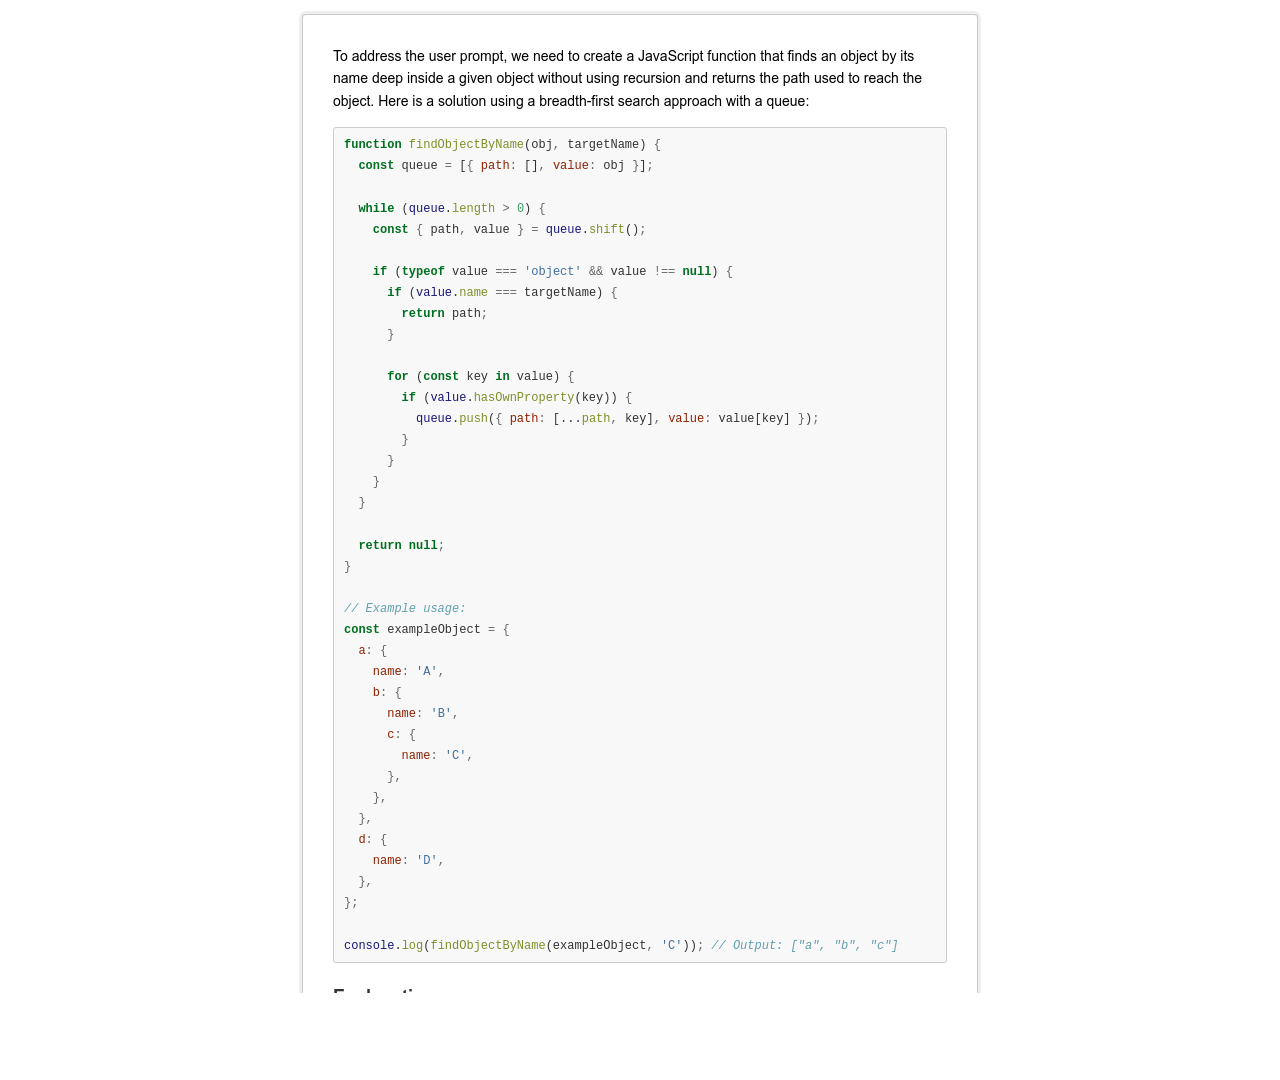 To address the user prompt, we need to create a JavaScript function that finds an object by its
name deep inside a given object without using recursion and returns the path used to reach the
object. Here is a solution using a breadth-first search approach with a queue:
function findObjectByName(obj, targetName) {
  const queue = [{ path: [], value: obj }];

  while (queue.length > 0) {
    const { path, value } = queue.shift();

    if (typeof value === 'object' && value !== null) {
      if (value.name === targetName) {
        return path;
      }

      for (const key in value) {
        if (value.hasOwnProperty(key)) {
          queue.push({ path: [...path, key], value: value[key] });
        }
      }
    }
  }

  return null;
}

// Example usage:
const exampleObject = {
  a: {
    name: 'A',
    b: {
      name: 'B',
      c: {
        name: 'C',
      },
    },
  },
  d: {
    name: 'D',
  },
};

console.log(findObjectByName(exampleObject, 'C')); // Output: ["a", "b", "c"]